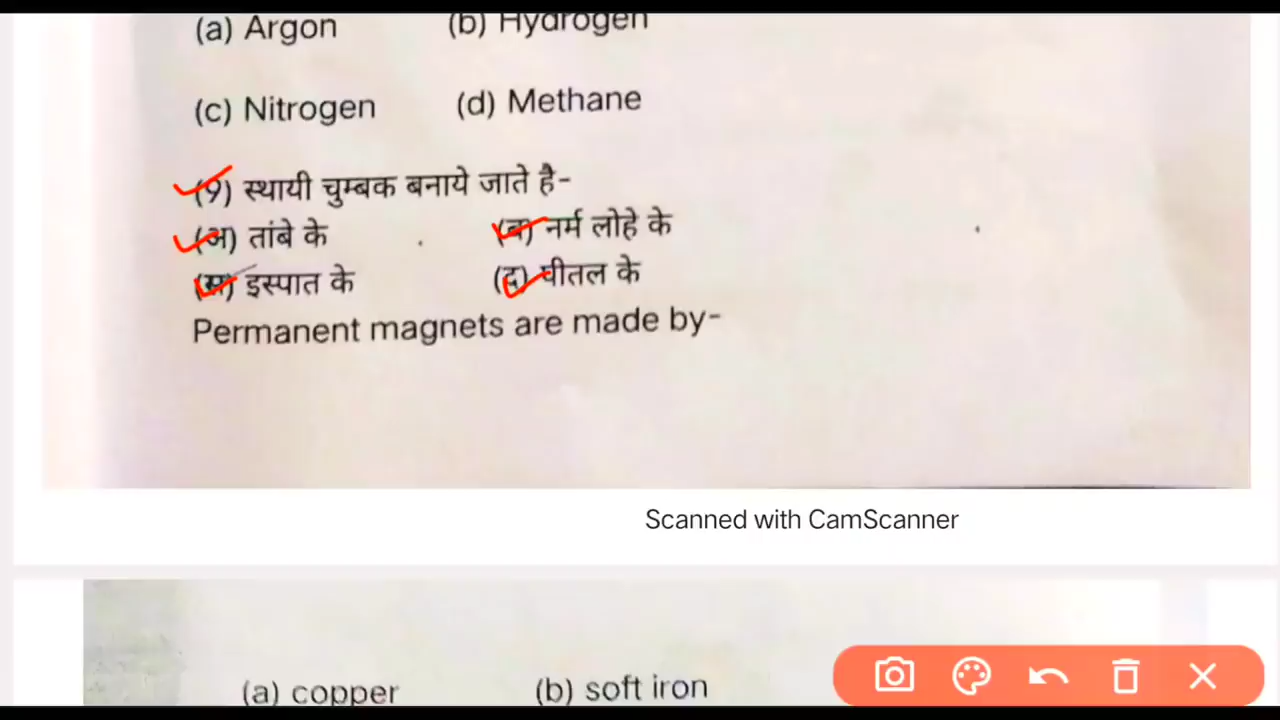 (a) Argon (b) Hydrogen
(c) Nitrogen (d) Methane
(9) स्थायी चुम्बक बनाये जाते है-
(अ) तांबे के (ब) नर्म लोहे के
(स) इस्पात के (द) पीतल के
Permanent magnets are made by-
Scanned with CamScanner
(a) copper (b) soft iron